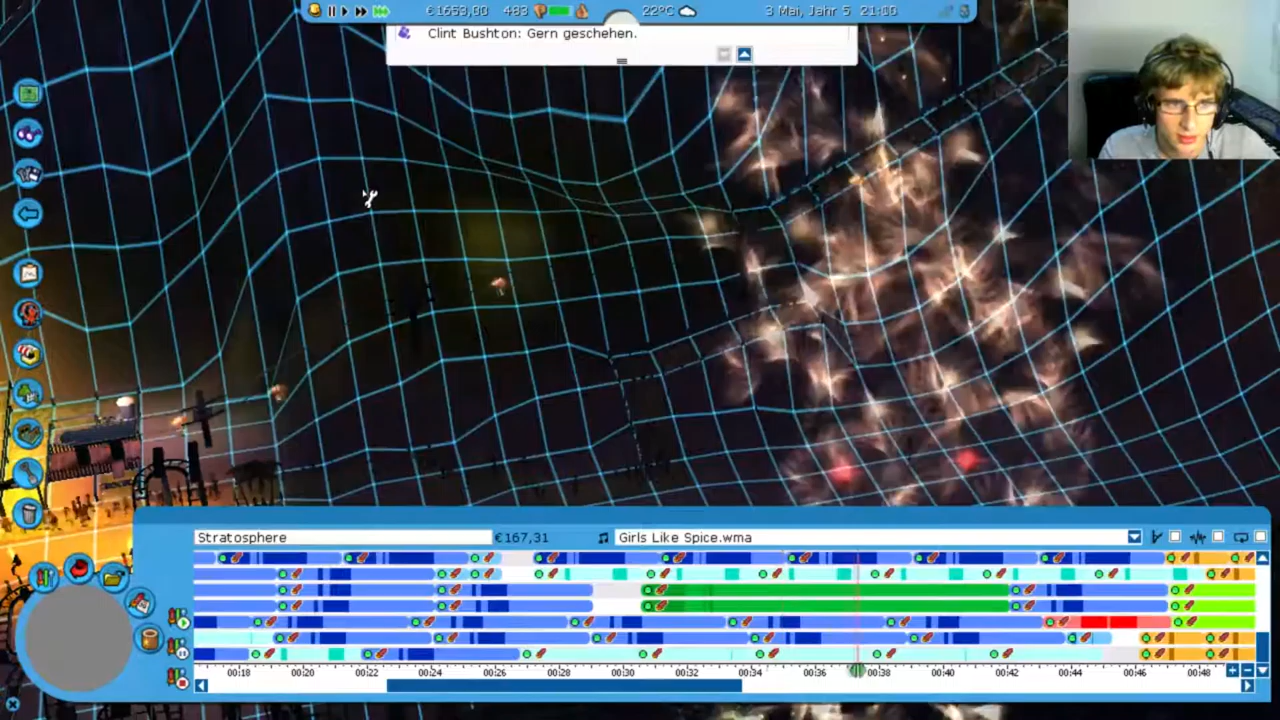 €1653,00 483 22°C 3 Mai, Jahr 5 21:10
Clint Bushton: Gern geschehen.
Stratosphere €167,31 Girls Like Spice.wma
00:18 00:20 00:22 00:24 00:26 00:28 00:30 00:32 00:34 00:36 00:38 00:40 00:42 00:44 00:46 00:48